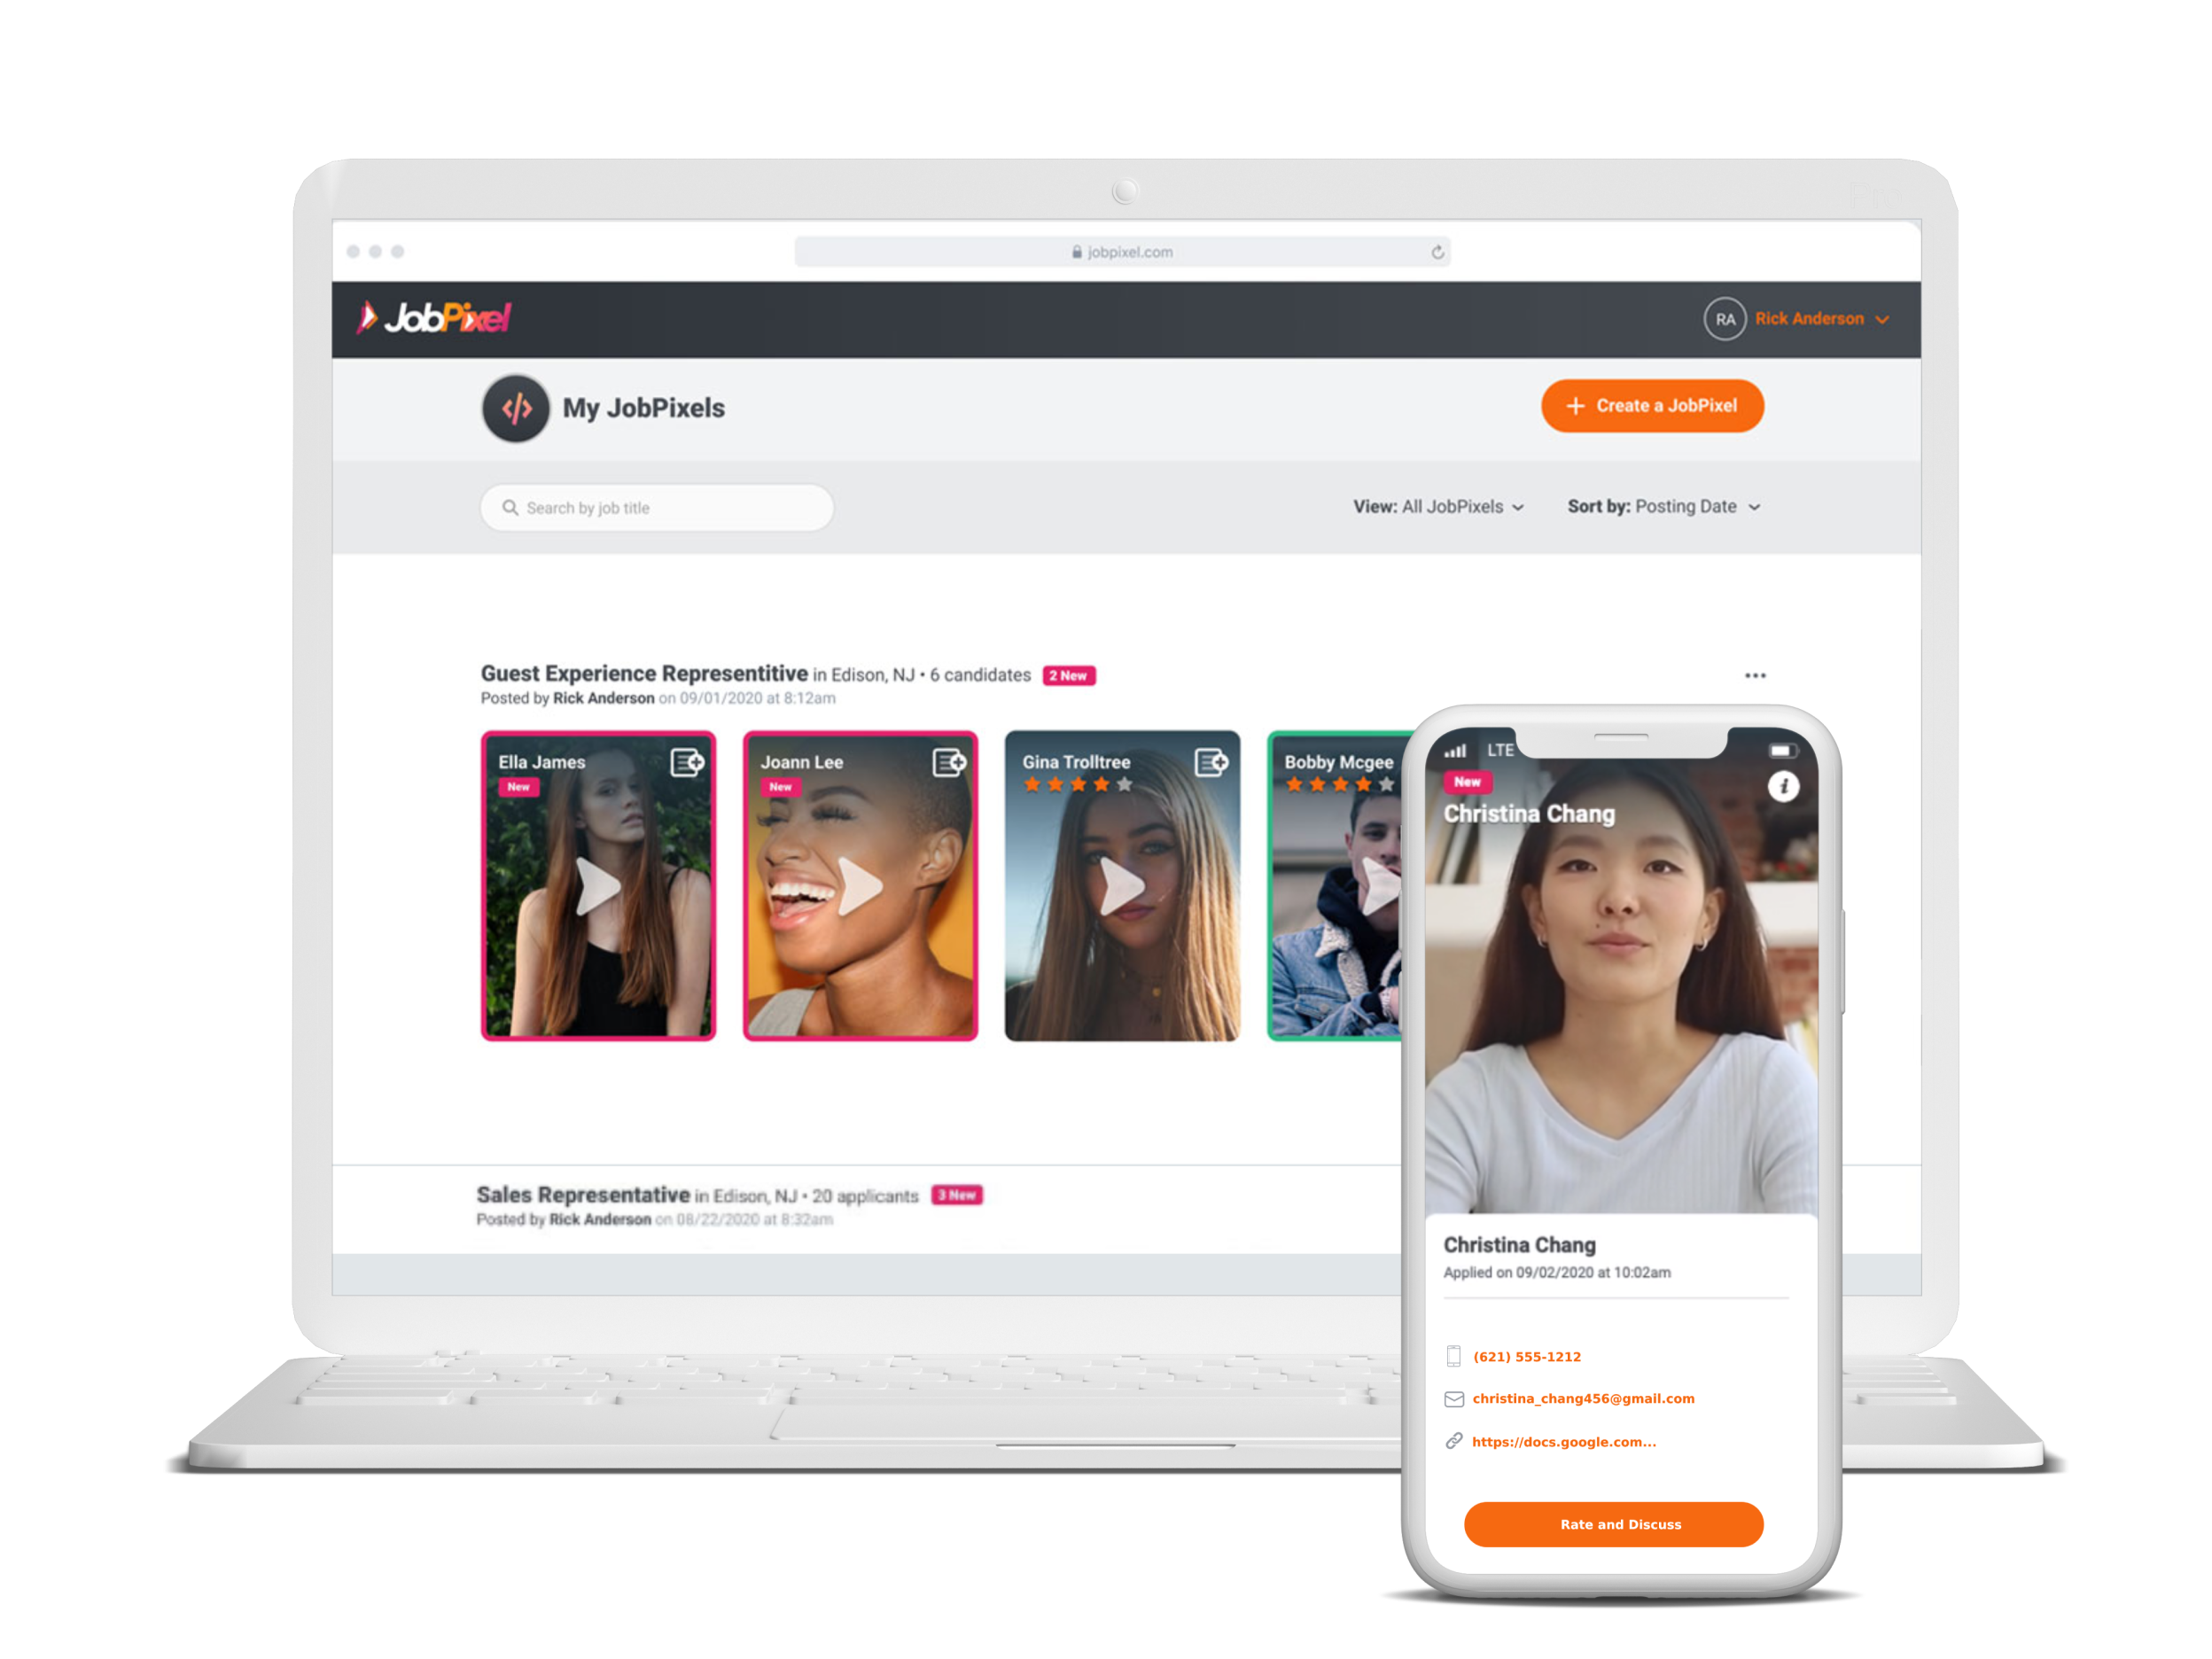 jobpixel.com
JobPixel
RA Rick Anderson
My JobPixels
Create a JobPixel
Search by job title
View: All JobPixels
Sort by: Posting Date
Guest Experience Representitive in Edison, NJ • 6 candidates 2 New
Posted by Rick Anderson on 09/01/2020 at 8:12am
Ella James
New
Joann Lee
New
Gina Trolltree
Bobby Mcgee
Sales Representative in Edison, NJ • 20 applicants 3 New
Posted by Rick Anderson on 08/22/2020 at 8:32am
LTE
New
i
Christina Chang
Christina Chang
Applied on 09/02/2020 at 10:02am
(621) 555-1212
christina_chang456@gmail.com
https://docs.google.com...
Rate and Discuss